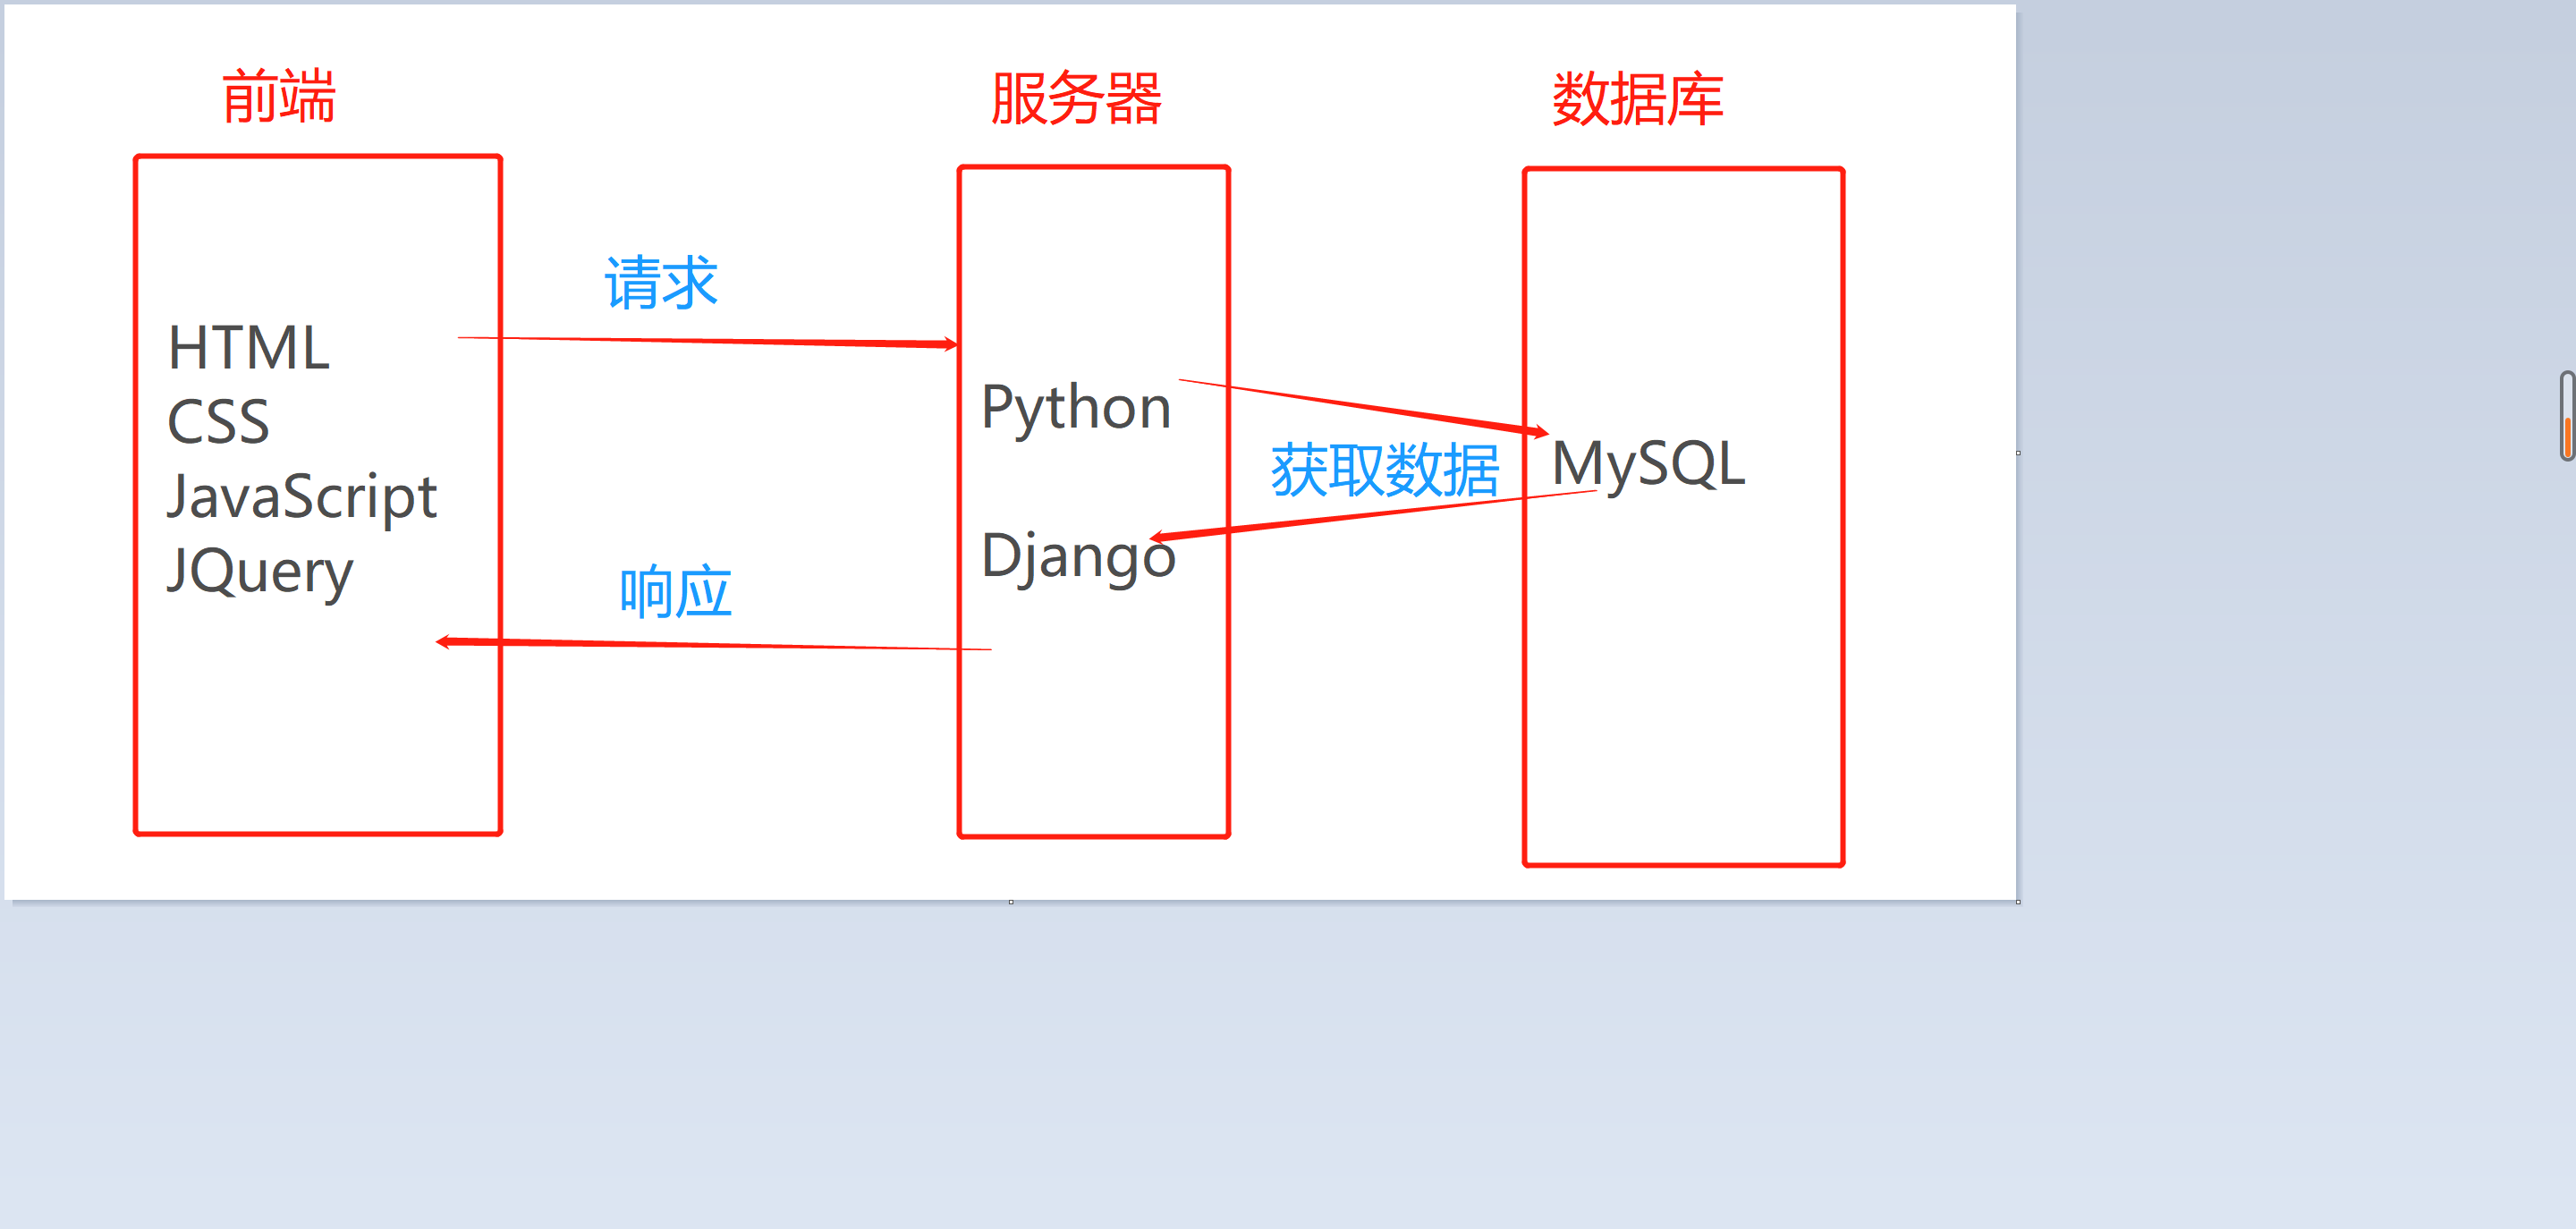 前端
服务器
数据库
请求
HTML
CSS
JavaScript
JQuery
响应
Python
Django
获取数据
MySQL